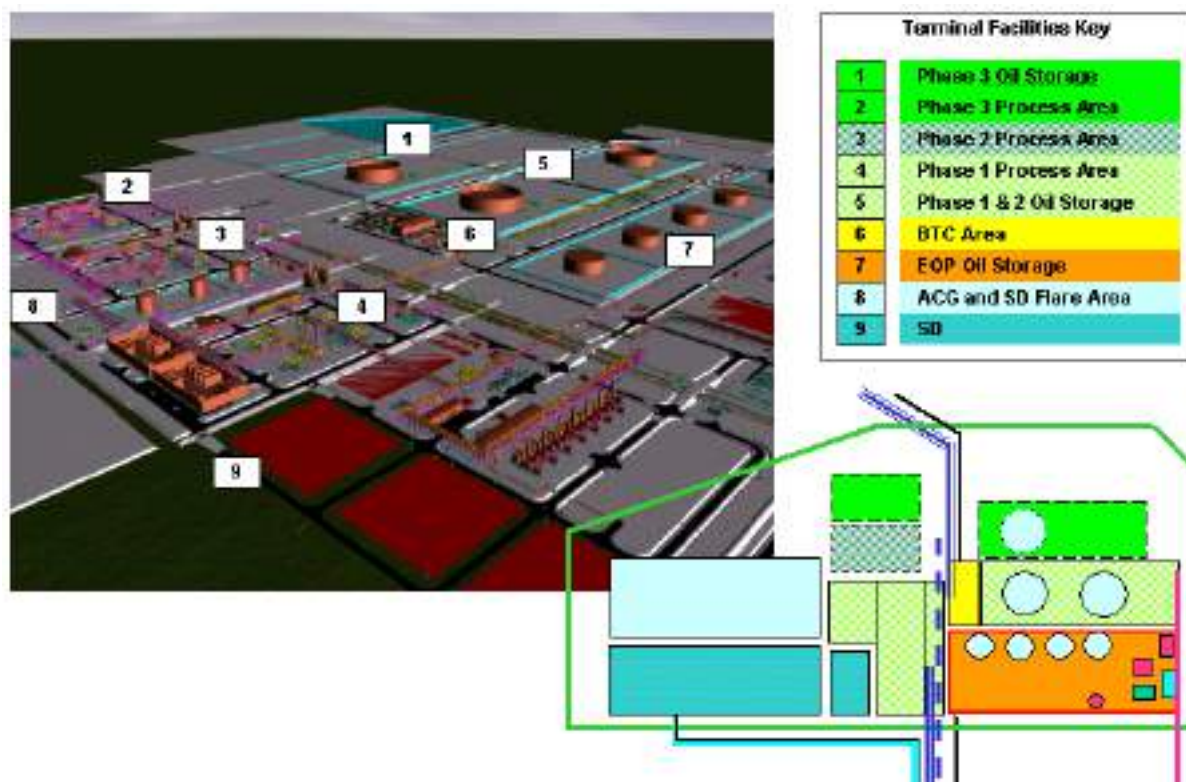 Terminal Facilities Key
1 Phase 3 Oil Storage
2 Phase 3 Process Area
3 Phase 2 Process Area
4 Phase 1 Process Area
5 Phase 1 & 2 Oil Storage
6 BTC Area
7 EOP Oil Storage
8 ACG and SD Flare Area
9 SD
1
5
2
3
6
7
8
4
9